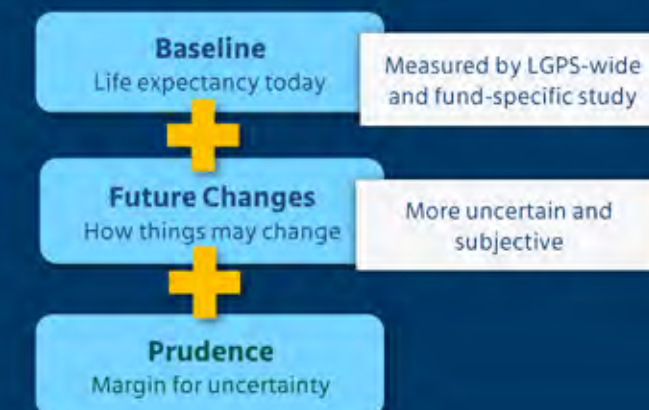 Baseline
Life expectancy today
Measured by LGPS-wide
and fund-specific study
Future Changes
How things may change
More uncertain and
subjective
Prudence
Margin for uncertainty